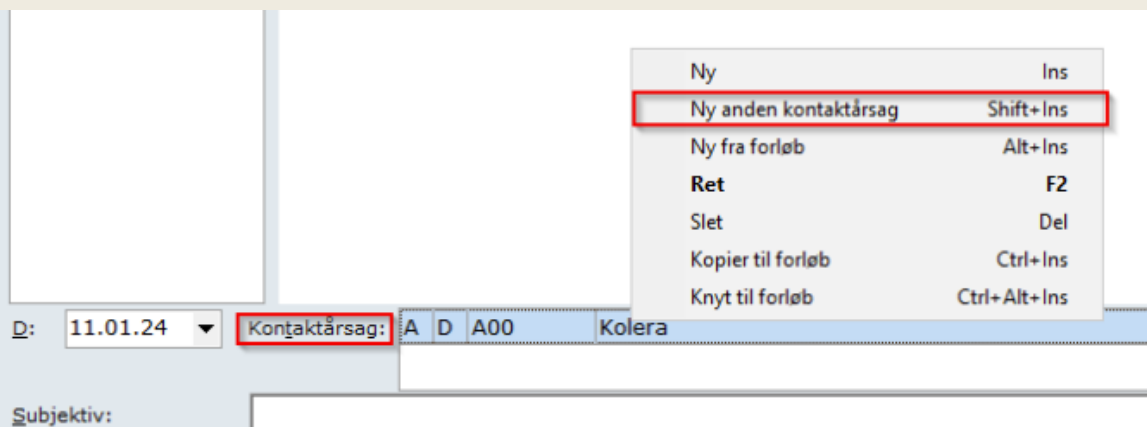 Ny Ins
Ny anden kontaktårsag Shift+Ins
Ny fra forløb Alt+Ins
Ret F2
Slet Del
Kopier til forløb Ctrl+Ins
Knyt til forløb Ctrl+Alt+Ins
D: 11.01.24 Kontaktårsag: A D A00 Kolera
Subjektiv: